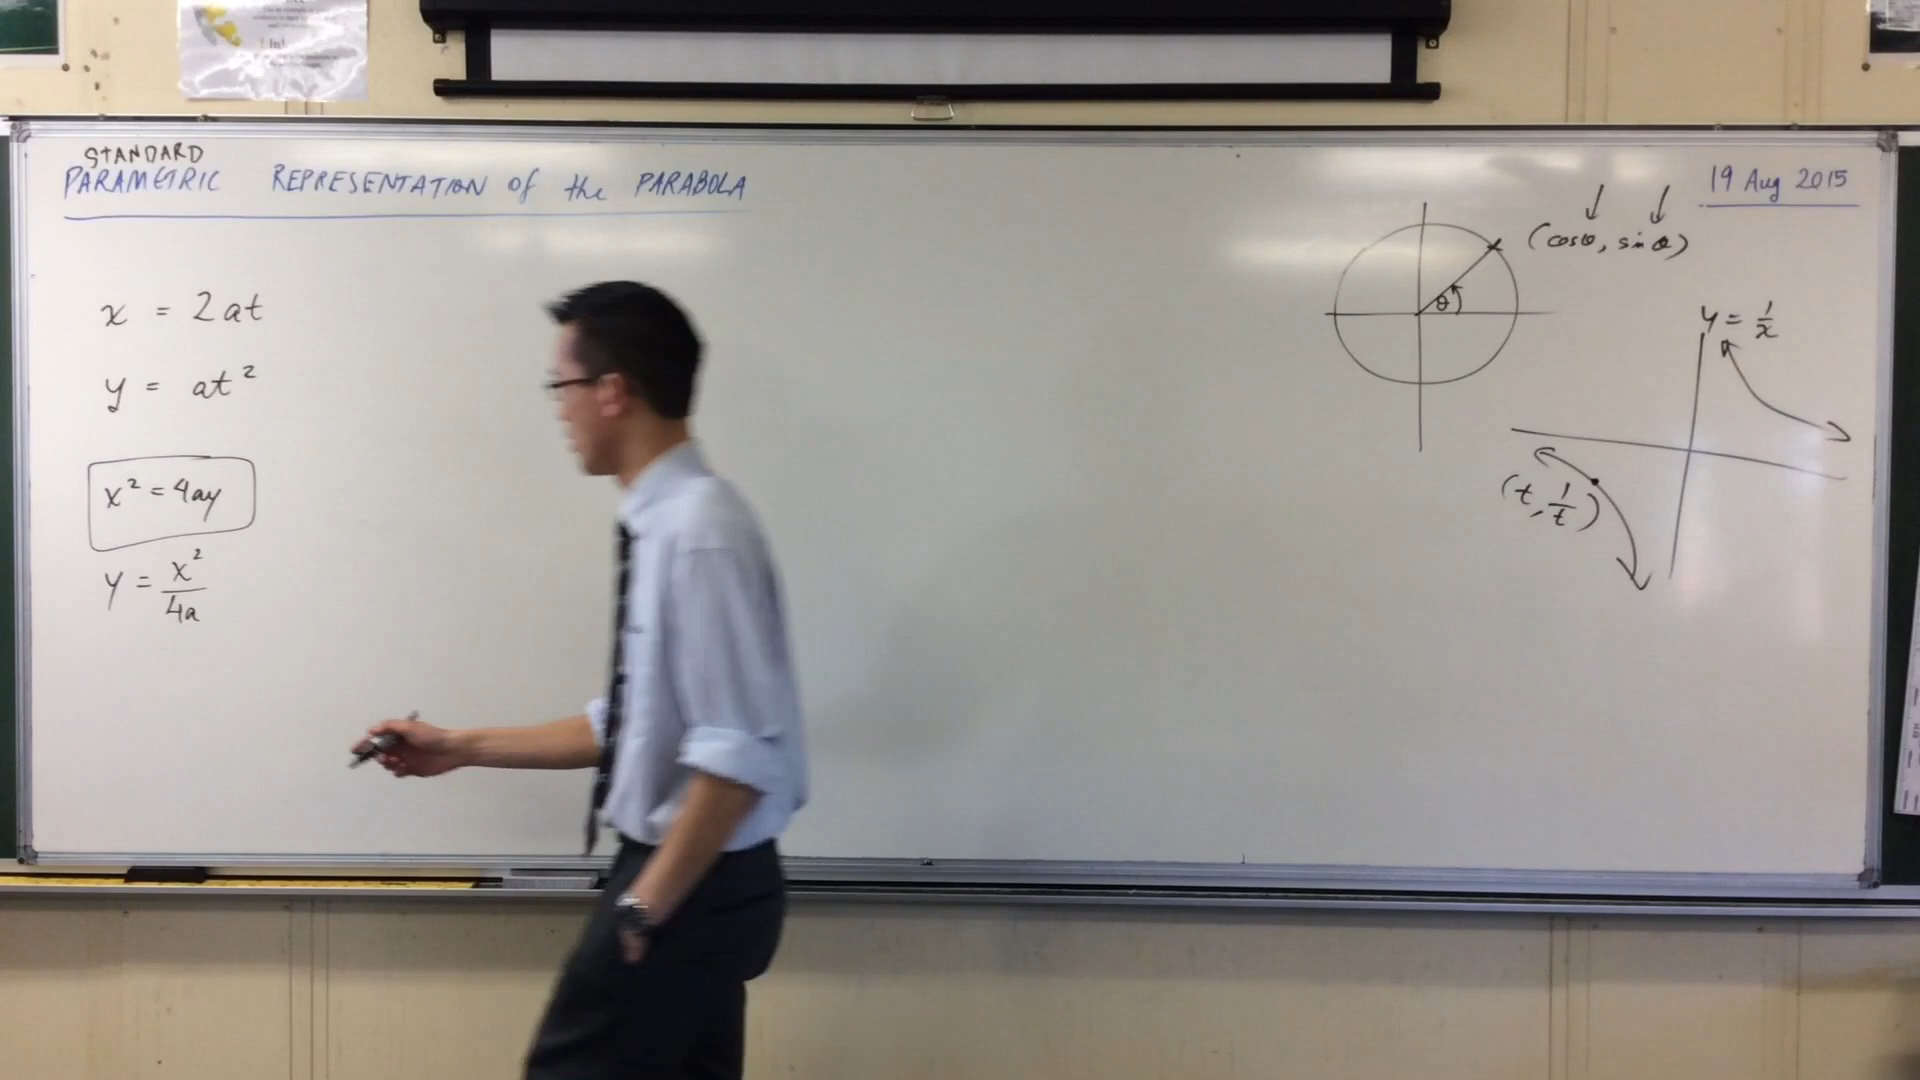 STANDARD
PARAMETRIC REPRESENTATION of the PARABOLA
19 Aug 2015
x = 2at
y = at²
x² = 4ay
y = x²/4a
θ
(cosθ, sinθ)
y = 1/x
(t, 1/t)